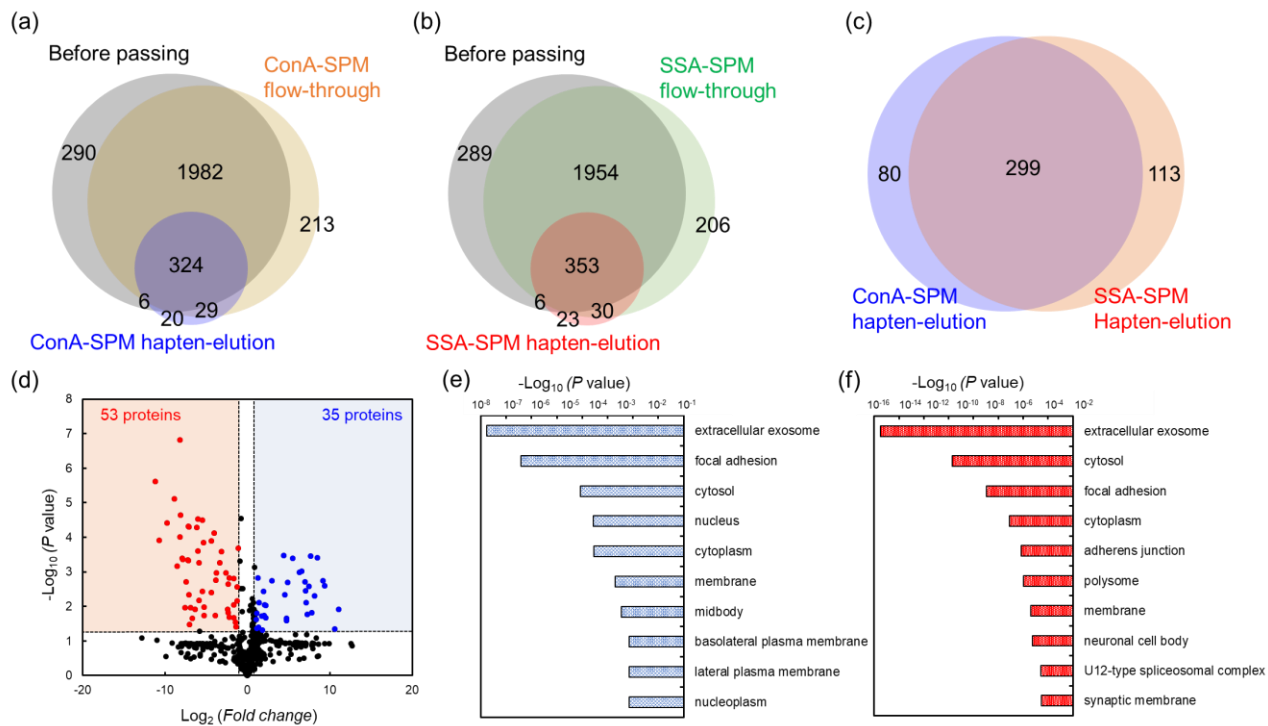 (a)
Before passing
ConA-SPM
flow-through
290
1982
213
324
6
20
29
ConA-SPM hapten-elution
(b)
Before passing
SSA-SPM
flow-through
289
1954
206
353
6
23
30
SSA-SPM hapten-elution
(c)
80
299
113
ConA-SPM
hapten-elution
SSA-SPM
Hapten-elution
(d)
53 proteins
35 proteins
8
7
6
5
4
3
2
1
0
-20
-10
0
10
20
-Log10 (P value)
Log2 (Fold change)
(e)
-Log10 (P value)
10-8 10-7 10-6 10-5 10-4 10-3 10-2 10-1
extracellular exosome
focal adhesion
cytosol
nucleus
cytoplasm
membrane
midbody
basolateral plasma membrane
lateral plasma membrane
nucleoplasm
(f)
-Log10 (P value)
10-16 10-14 10-12 10-10 10-8 10-6 10-4 10-2
extracellular exosome
cytosol
focal adhesion
cytoplasm
adherens junction
polysome
membrane
neuronal cell body
U12-type spliceosomal complex
synaptic membrane